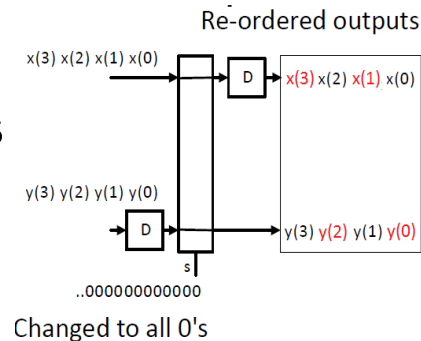 Re-ordered outputs
x(3) x(2) x(1) x(0)
D
x(3) x(2) x(1) x(0)
y(3) y(2) y(1) y(0)
D
y(3) y(2) y(1) y(0)
s
..000000000000
Changed to all 0's